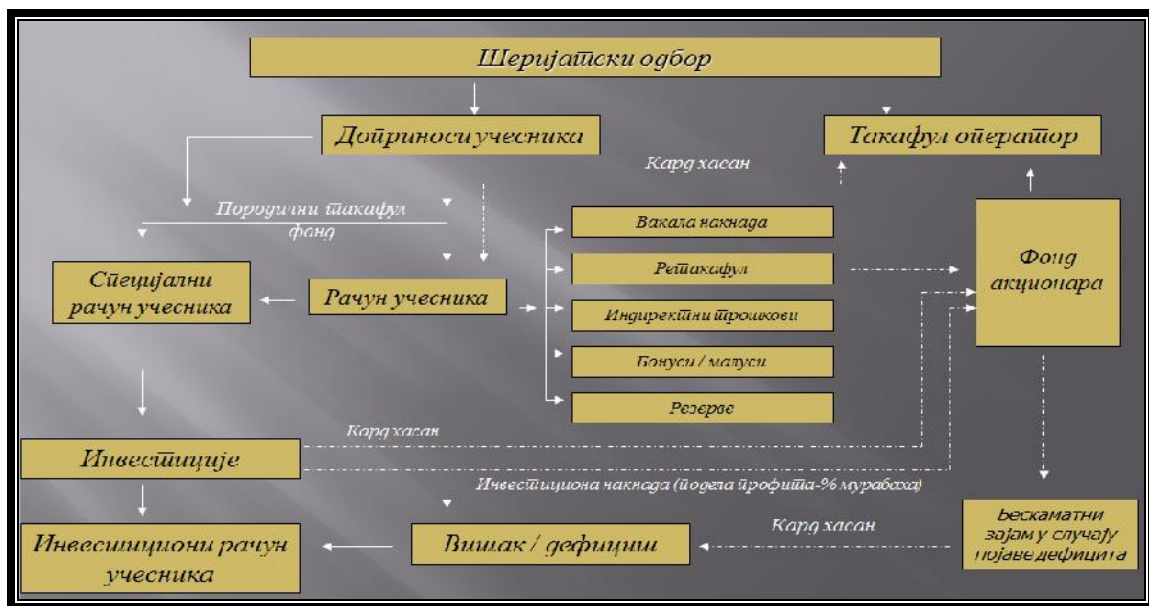 Шеријатски одбор
Доприноси учесника
Такафул оператор
Кард хасан
Породични такафул
фонд
Вакала накнада
Специјални
рачун учесника
Рачун учесника
Ретакафул
Фонд
акционара
Индиректни трошкови
Бонуси / малуси
Резерве
Кард хасан
Инвестиције
Инвестициона накнада (подела профита-% мурабаха)
Инвестициони рачун
учесника
Вишак / дефицит
Кард хасан
Бескаматни
зајам у случају
појаве дефицита